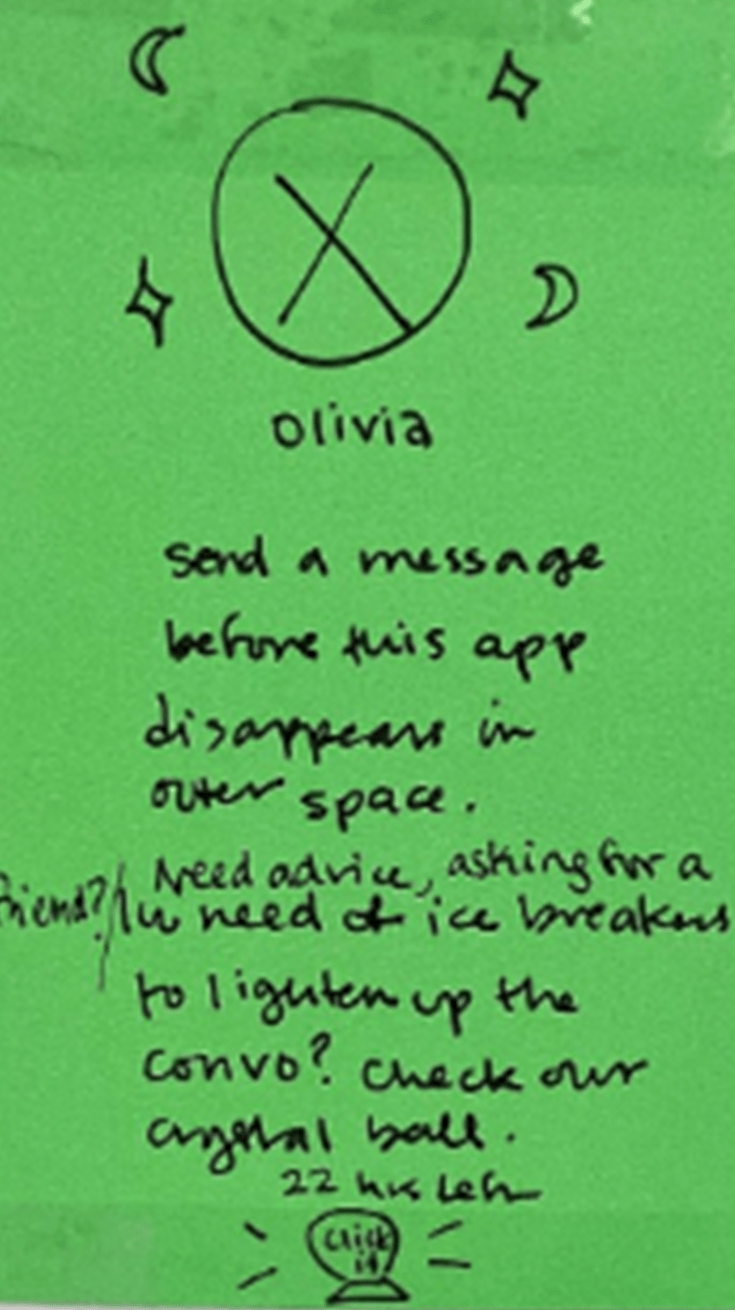 olivia
send a message
before this app
disappears in
outer space.
Need advice, asking for a
friend?/In need of ice breakers
to lighten up the
convo? Check our
crystal ball.
22 hrs left
click
it!